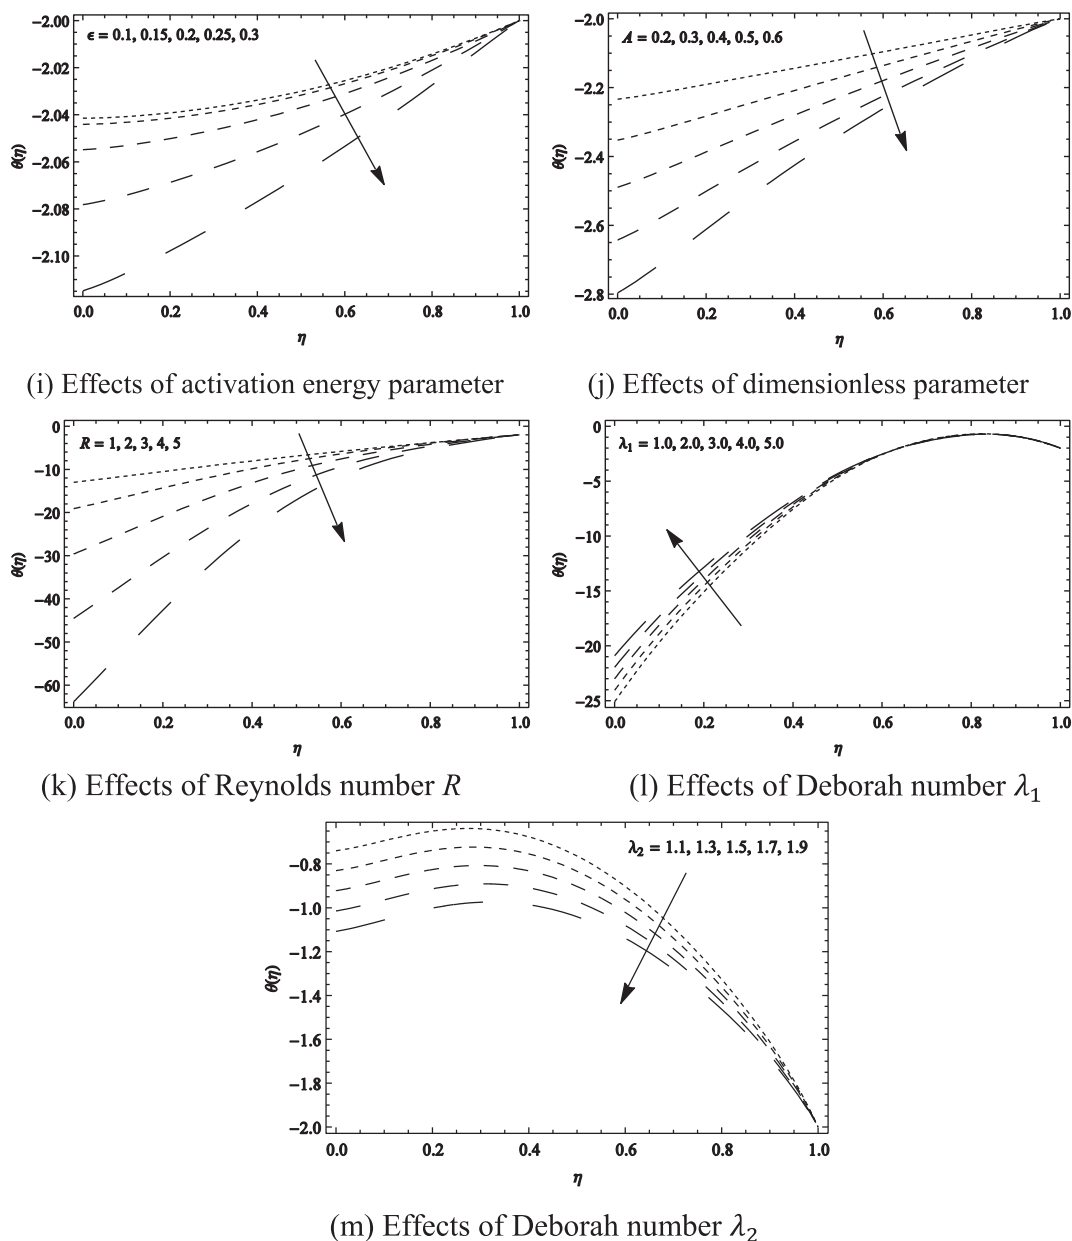 ϵ = 0.1, 0.15, 0.2, 0.25, 0.3
−2.00
−2.02
−2.04
−2.06
−2.08
−2.10
θ(η)
0.0 0.2 0.4 0.6 0.8 1.0
η
(i) Effects of activation energy parameter
Λ = 0.2, 0.3, 0.4, 0.5, 0.6
−2.0
−2.2
−2.4
−2.6
−2.8
θ(η)
0.0 0.2 0.4 0.6 0.8 1.0
η
(j) Effects of dimensionless parameter
R = 1, 2, 3, 4, 5
0
−10
−20
−30
−40
−50
−60
θ(η)
0.0 0.2 0.4 0.6 0.8 1.0
η
(k) Effects of Reynolds number R
λ₁ = 1.0, 2.0, 3.0, 4.0, 5.0
0
−5
−10
−15
−20
−25
θ(η)
0.0 0.2 0.4 0.6 0.8 1.0
η
(l) Effects of Deborah number λ₁
λ₂ = 1.1, 1.3, 1.5, 1.7, 1.9
−0.8
−1.0
−1.2
−1.4
−1.6
−1.8
−2.0
θ(η)
0.0 0.2 0.4 0.6 0.8 1.0
η
(m) Effects of Deborah number λ₂